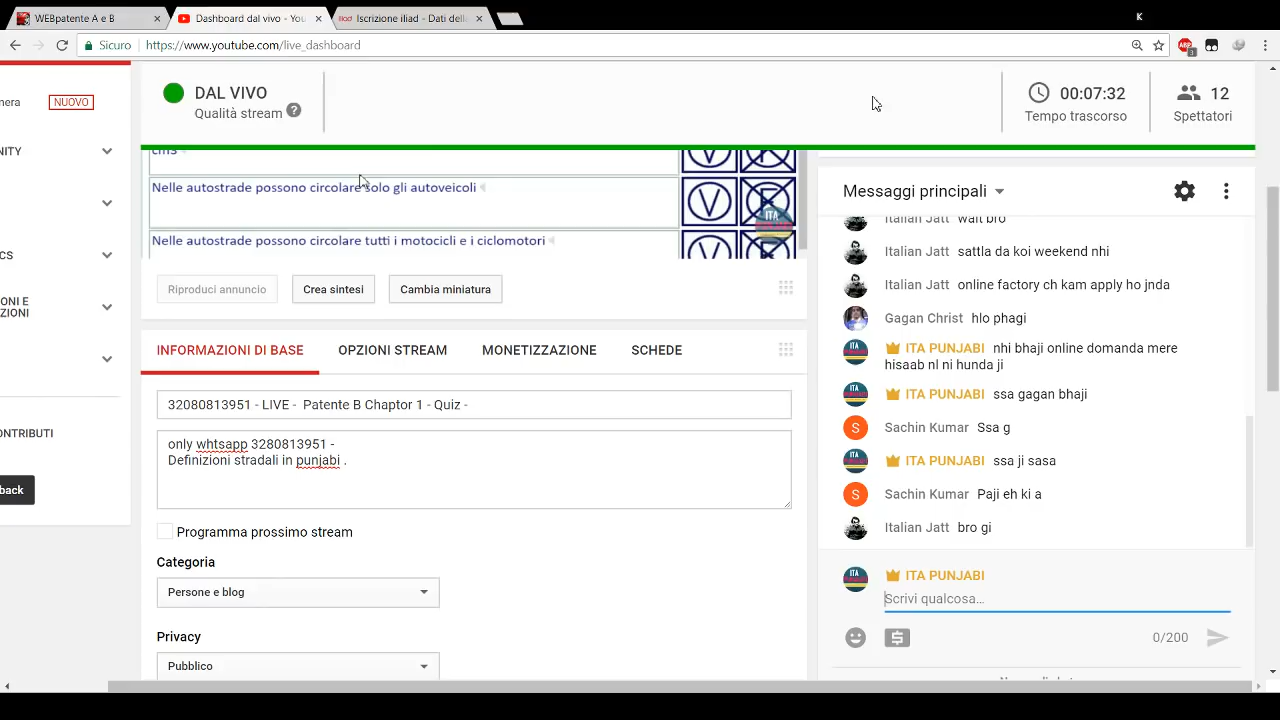 WEBpatente A e B
Dashboard dal vivo - You
Iscrizione iliad - Dati dell
K
Sicuro
https://www.youtube.com/live_dashboard
ABP
3
nera
NUOVO
NITY
CS
ONI E
ZIONI
ONTRIBUTI
back
DAL VIVO
Qualità stream
00:07:32
Tempo trascorso
12
Spettatori
cm3
V F
Nelle autostrade possono circolare solo gli autoveicoli
V F
ITA
PUNJABI
Nelle autostrade possono circolare tutti i motocicli e i ciclomotori
V F
Riproduci annuncio
Crea sintesi
Cambia miniatura
INFORMAZIONI DI BASE
OPZIONI STREAM
MONETIZZAZIONE
SCHEDE
32080813951 - LIVE - Patente B Chaptor 1 - Quiz -
only whtsapp 3280813951 -
Definizioni stradali in punjabi .
Programma prossimo stream
Categoria
Persone e blog
Privacy
Pubblico
Messaggi principali
Italian Jatt wait bro
Italian Jatt sattla da koi weekend nhi
Italian Jatt online factory ch kam apply ho jnda
Gagan Christ hlo phagi
ITA PUNJABI nhi bhaji online domanda mere
hisaab nl ni hunda ji
ITA PUNJABI ssa gagan bhaji
S
Sachin Kumar Ssa g
ITA PUNJABI ssa ji sasa
S
Sachin Kumar Paji eh ki a
Italian Jatt bro gi
ITA PUNJABI
Scrivi qualcosa...
0/200